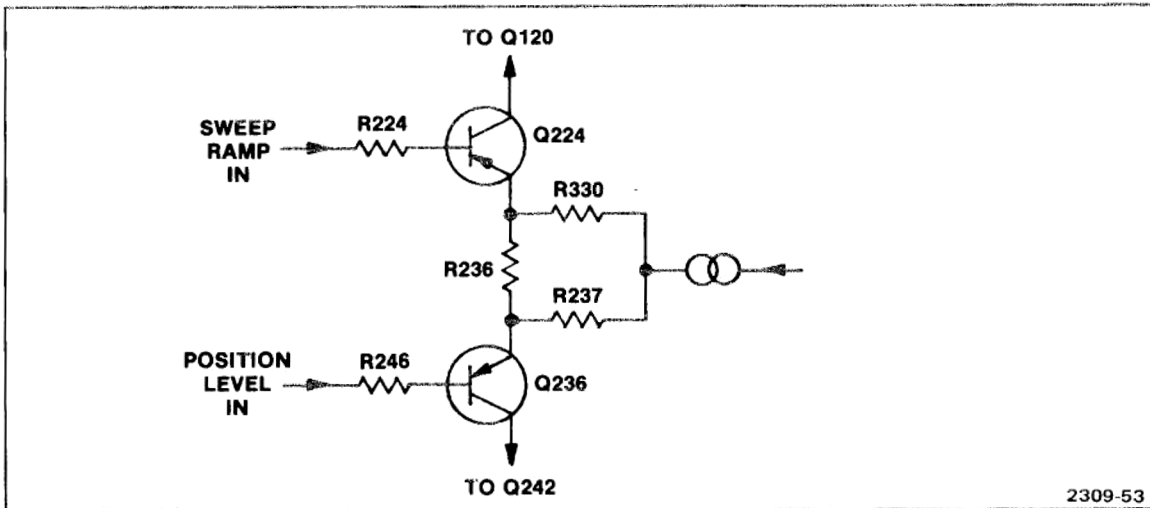 TO Q120
SWEEP
RAMP
IN
R224
Q224
R330
R236
R237
POSITION
LEVEL
IN
R246
Q236
TO Q242
2309-53